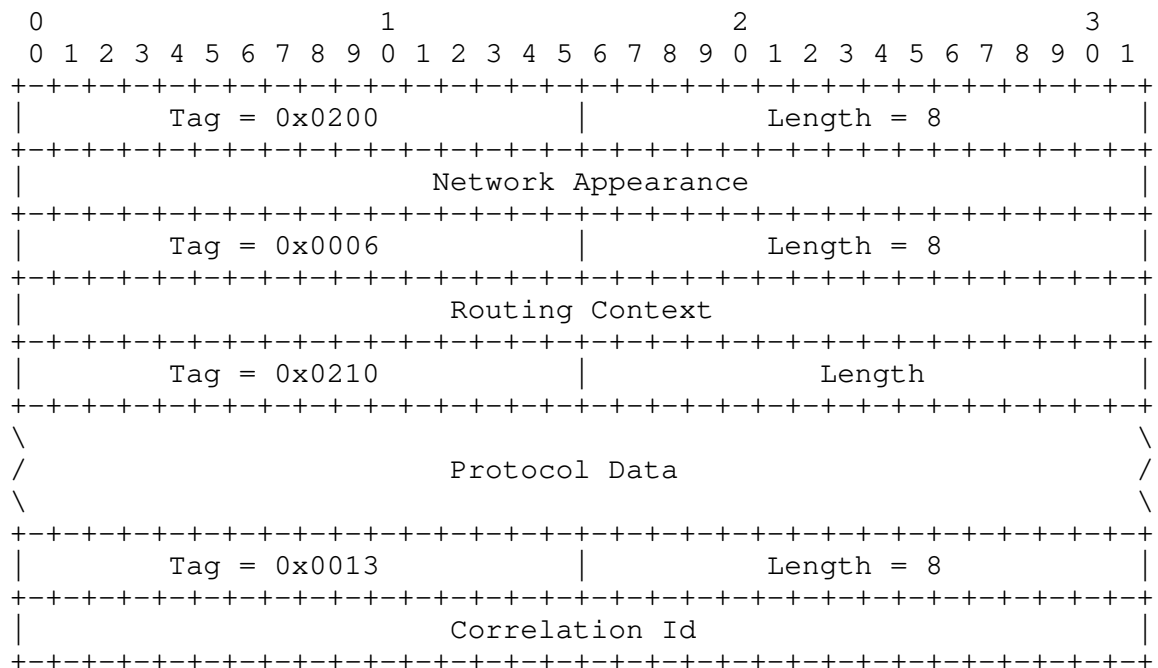 0                   1                   2                   3
 0 1 2 3 4 5 6 7 8 9 0 1 2 3 4 5 6 7 8 9 0 1 2 3 4 5 6 7 8 9 0 1
+-+-+-+-+-+-+-+-+-+-+-+-+-+-+-+-+-+-+-+-+-+-+-+-+-+-+-+-+-+-+-+-+
|        Tag = 0x0200           |          Length = 8           |
+-+-+-+-+-+-+-+-+-+-+-+-+-+-+-+-+-+-+-+-+-+-+-+-+-+-+-+-+-+-+-+-+
|                       Network Appearance                      |
+-+-+-+-+-+-+-+-+-+-+-+-+-+-+-+-+-+-+-+-+-+-+-+-+-+-+-+-+-+-+-+-+
|        Tag = 0x0006           |          Length = 8           |
+-+-+-+-+-+-+-+-+-+-+-+-+-+-+-+-+-+-+-+-+-+-+-+-+-+-+-+-+-+-+-+-+
|                        Routing Context                        |
+-+-+-+-+-+-+-+-+-+-+-+-+-+-+-+-+-+-+-+-+-+-+-+-+-+-+-+-+-+-+-+-+
|        Tag = 0x0210           |             Length            |
+-+-+-+-+-+-+-+-+-+-+-+-+-+-+-+-+-+-+-+-+-+-+-+-+-+-+-+-+-+-+-+-+
\                                                               \
/                        Protocol Data                          /
\                                                               \
+-+-+-+-+-+-+-+-+-+-+-+-+-+-+-+-+-+-+-+-+-+-+-+-+-+-+-+-+-+-+-+-+
|        Tag = 0x0013           |          Length = 8           |
+-+-+-+-+-+-+-+-+-+-+-+-+-+-+-+-+-+-+-+-+-+-+-+-+-+-+-+-+-+-+-+-+
|                        Correlation Id                         |
+-+-+-+-+-+-+-+-+-+-+-+-+-+-+-+-+-+-+-+-+-+-+-+-+-+-+-+-+-+-+-+-+